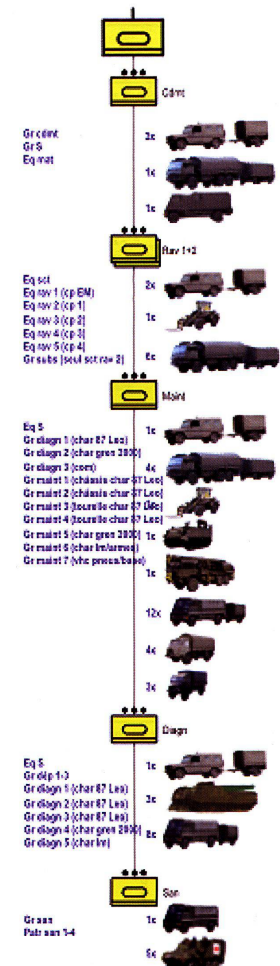 Cdmt
Gr cdmt
Gr S
Eq mat
3x
1x
1x
Rav 1+2
Eq sct
Eq rav 1 (cp EM)
Eq rav 2 (cp 1)
Eq rav 3 (cp 2)
Eq rav 4 (cp 3)
Eq rav 5 (cp 4)
Gr subs (seul sct rav 2)
2x
1x
6x
Maint
Eq S
Gr diagn 1 (char 87 Leo)
Gr diagn 2 (char gren 2000)
Gr diagn 3 (com)
Gr maint 1 (châssis char 87 Leo)
Gr maint 2 (châssis char 87 Leo)
Gr maint 3 (tourelle char 87 Leo)
Gr maint 4 (tourelle char 87 Leo)
Gr maint 5 (char gren 2000)
Gr maint 6 (char lm/armes)
Gr maint 7 (vhc pneus/base)
1x
4x
1x
1x
12x
4x
3x
Diagn
Eq S
Gr dép 1-3
Gr diagn 1 (char 87 Leo)
Gr diagn 2 (char 87 Leo)
Gr diagn 3 (char 87 Leo)
Gr diagn 4 (char gren 2000)
Gr diagn 5 (char lm)
1x
3x
8x
San
Gr san
Patr san 1-4
1x
5x